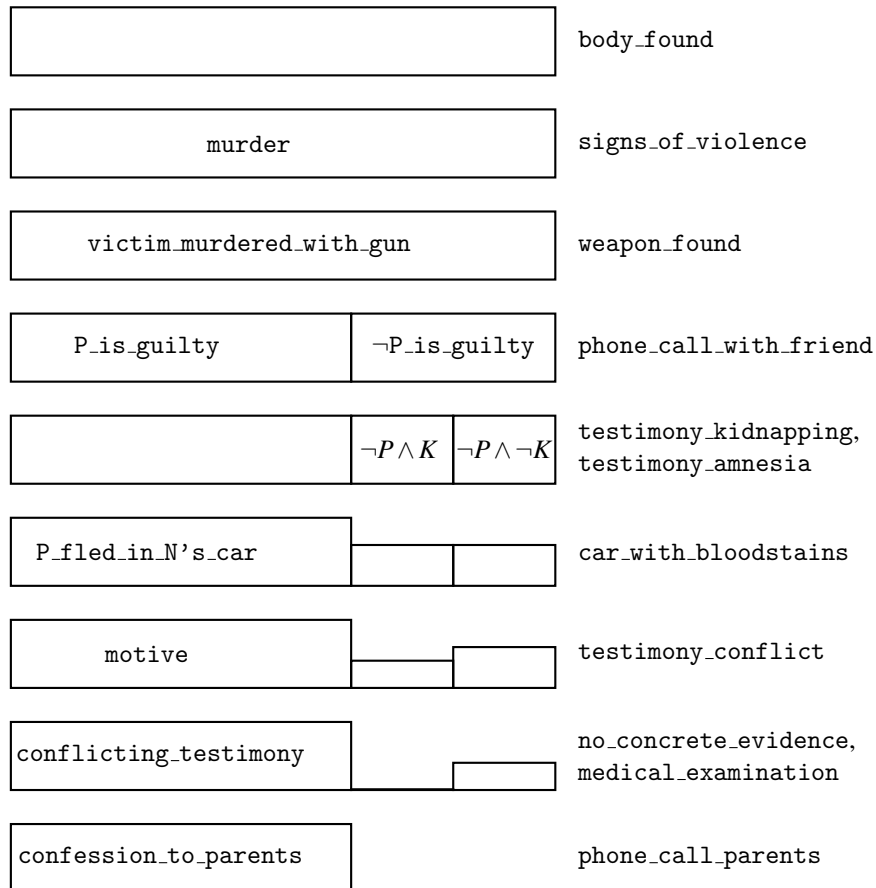 body_found
murder signs_of_violence
victim_murdered_with_gun weapon_found
P_is_guilty ¬P_is_guilty phone_call_with_friend
¬P ∧ K ¬P ∧ ¬K testimony_kidnapping,
testimony_amnesia
P_fled_in_N's_car car_with_bloodstains
motive testimony_conflict
conflicting_testimony no_concrete_evidence,
medical_examination
confession_to_parents phone_call_parents